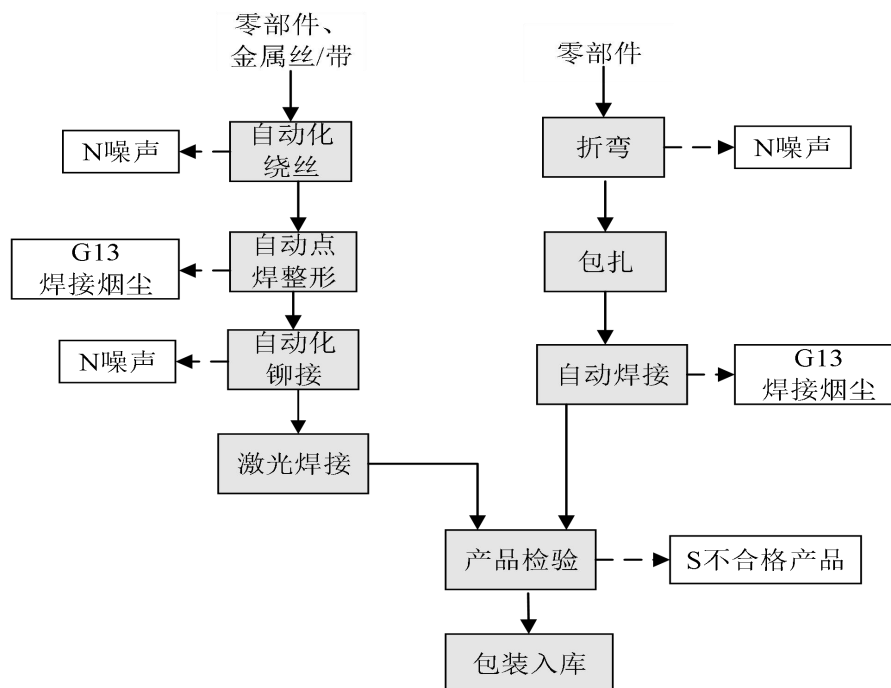 零部件、
金属丝/带
零部件
自动化
绕丝
N噪声
折弯
N噪声
G13
焊接烟尘
自动点
焊整形
包扎
N噪声
自动化
铆接
自动焊接
G13
焊接烟尘
激光焊接
产品检验
S不合格产品
包装入库